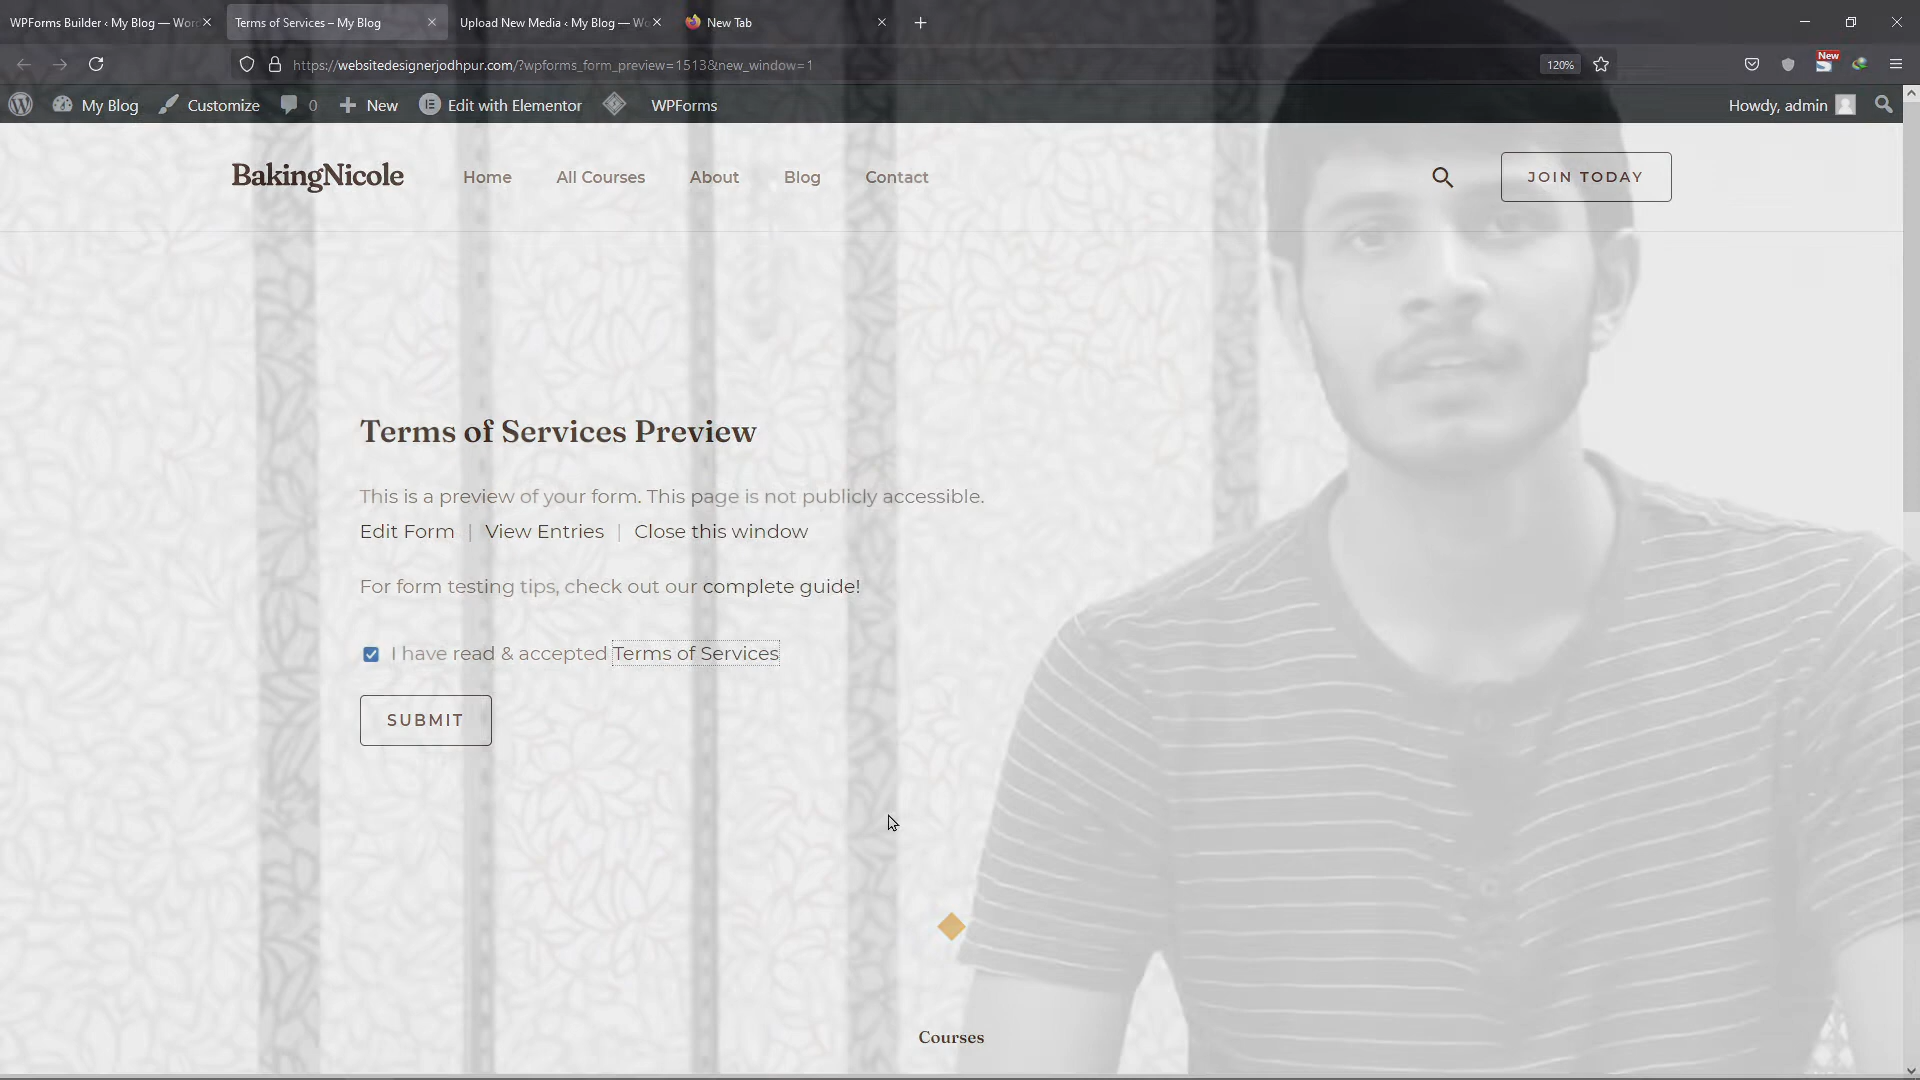 WPForms Builder ‹ My Blog — Wor
Terms of Services – My Blog
Upload New Media ‹ My Blog — Wo
New Tab
https://websitedesignerjodhpur.com/?wpforms_form_preview=1513&new_window=1
120%
New
My Blog
Customize
0
New
Edit with Elementor
WPForms
Howdy, admin
BakingNicole
Home
All Courses
About
Blog
Contact
JOIN TODAY
Terms of Services Preview
This is a preview of your form. This page is not publicly accessible.
Edit Form | View Entries | Close this window
For form testing tips, check out our complete guide!
I have read & accepted Terms of Services
SUBMIT
Courses